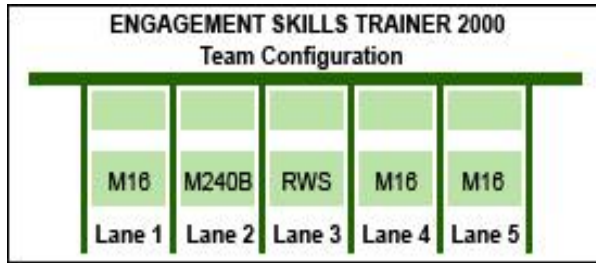 ENGAGEMENT SKILLS TRAINER 2000
Team Configuration
M16 M240B RWS M16 M16
Lane 1 Lane 2 Lane 3 Lane 4 Lane 5